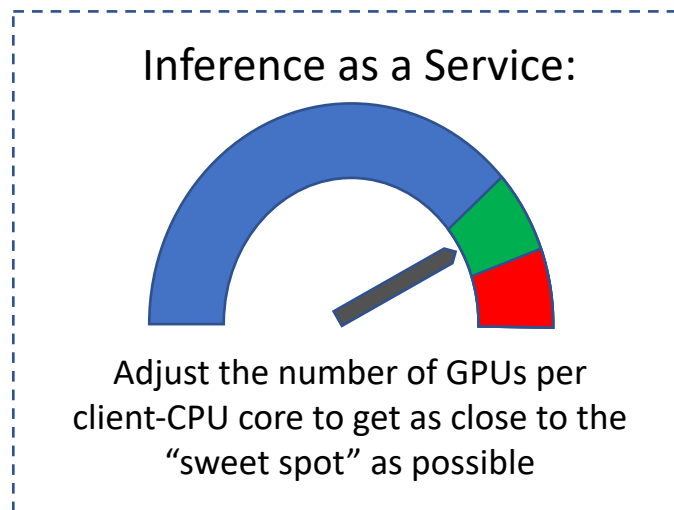 Inference as a Service:
Adjust the number of GPUs per
client-CPU core to get as close to the
“sweet spot” as possible